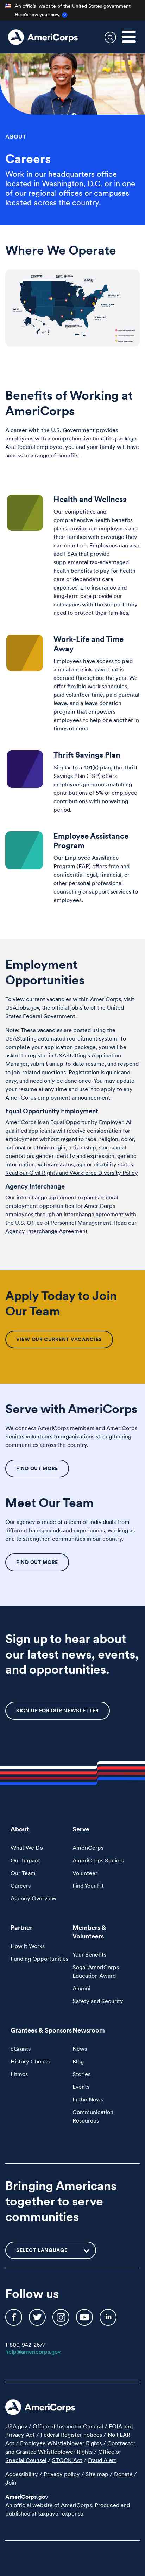 An official website of the United States government
Here's how you know
AmeriCorps
ABOUT
Careers
Work in our headquarters office
located in Washington, D.C. or in one
of our regional offices or campuses
located across the country.
Where We Operate
Benefits of Working at
AmeriCorps
A career with the U.S. Government provides
employees with a comprehensive benefits package.
As a federal employee, you and your family will have
access to a range of benefits.
Health and Wellness
Our competitive and
comprehensive health benefits
plans provide our employees and
their families with coverage they
can count on. Employees can also
add FSAs that provide
supplemental tax-advantaged
health benefits to pay for health
care or dependent care
expenses. Life insurance and
long-term care provide our
colleagues with the support they
need to protect their families.
Work-Life and Time
Away
Employees have access to paid
annual and sick leave that is
accrued throughout the year. We
offer flexible work schedules,
paid volunteer time, paid parental
leave, and a leave donation
program that empowers
employees to help one another in
times of need.
Thrift Savings Plan
Similar to a 401(k) plan, the Thrift
Savings Plan (TSP) offers
employees generous matching
contributions of 5% of employee
contributions with no waiting
period.
Employee Assistance
Program
Our Employee Assistance
Program (EAP) offers free and
confidential legal, financial, or
other personal professional
counseling or support services to
employees.
Employment
Opportunities
To view current vacancies within AmeriCorps, visit
USAJobs.gov, the official job site of the United
States Federal Government.
Note: These vacancies are posted using the
USAStaffing automated recruitment system. To
complete your application package, you will be
asked to register in USAStaffing's Application
Manager, submit an up-to-date resume, and respond
to job-related questions. Registration is quick and
easy, and need only be done once. You may update
your resume at any time and use it to apply to any
AmeriCorps employment announcement.
Equal Opportunity Employment
AmeriCorps is an Equal Opportunity Employer. All
qualified applicants will receive consideration for
employment without regard to race, religion, color,
national or ethnic origin, citizenship, sex, sexual
orientation, gender identity and expression, genetic
information, veteran status, age or disability status.
Read our Civil Rights and Workforce Diversity Policy
Agency Interchange
Our interchange agreement expands federal
employment opportunities for AmeriCorps
employees through an interchange agreement with
the U.S. Office of Personnel Management. Read our
Agency Interchange Agreement
Apply Today to Join
Our Team
VIEW OUR CURRENT VACANCIES
Serve with AmeriCorps
We connect AmeriCorps members and AmeriCorps
Seniors volunteers to organizations strengthening
communities across the country.
FIND OUT MORE
Meet Our Team
Our agency is made up of a team of individuals from
different backgrounds and experiences, working as
one to strengthen our communities in our country.
FIND OUT MORE
Sign up to hear about
our latest news, events,
and opportunities.
SIGN UP FOR OUR NEWSLETTER
About
What We Do
Our Impact
Our Team
Careers
Agency Overview
Serve
AmeriCorps
AmeriCorps Seniors
Volunteer
Find Your Fit
Partner
How it Works
Funding Opportunities
Members &
Volunteers
Your Benefits
Segal AmeriCorps
Education Award
Alumni
Safety and Security
Grantees & Sponsors
eGrants
History Checks
Litmos
Newsroom
News
Blog
Stories
Events
In the News
Communication
Resources
Bringing Americans
together to serve
communities
SELECT LANGUAGE
Follow us
1-800-942-2677
help@americorps.gov
AmeriCorps
USA.gov / Office of Inspector General / FOIA and
Privacy Act / Federal Register notices / No FEAR
Act / Employee Whistleblower Rights / Contractor
and Grantee Whistleblower Rights / Office of
Special Counsel / STOCK Act / Fraud Alert
Accessibility / Privacy policy / Site map / Donate /
Join
AmeriCorps.gov
An official website of AmeriCorps. Produced and
published at taxpayer expense.